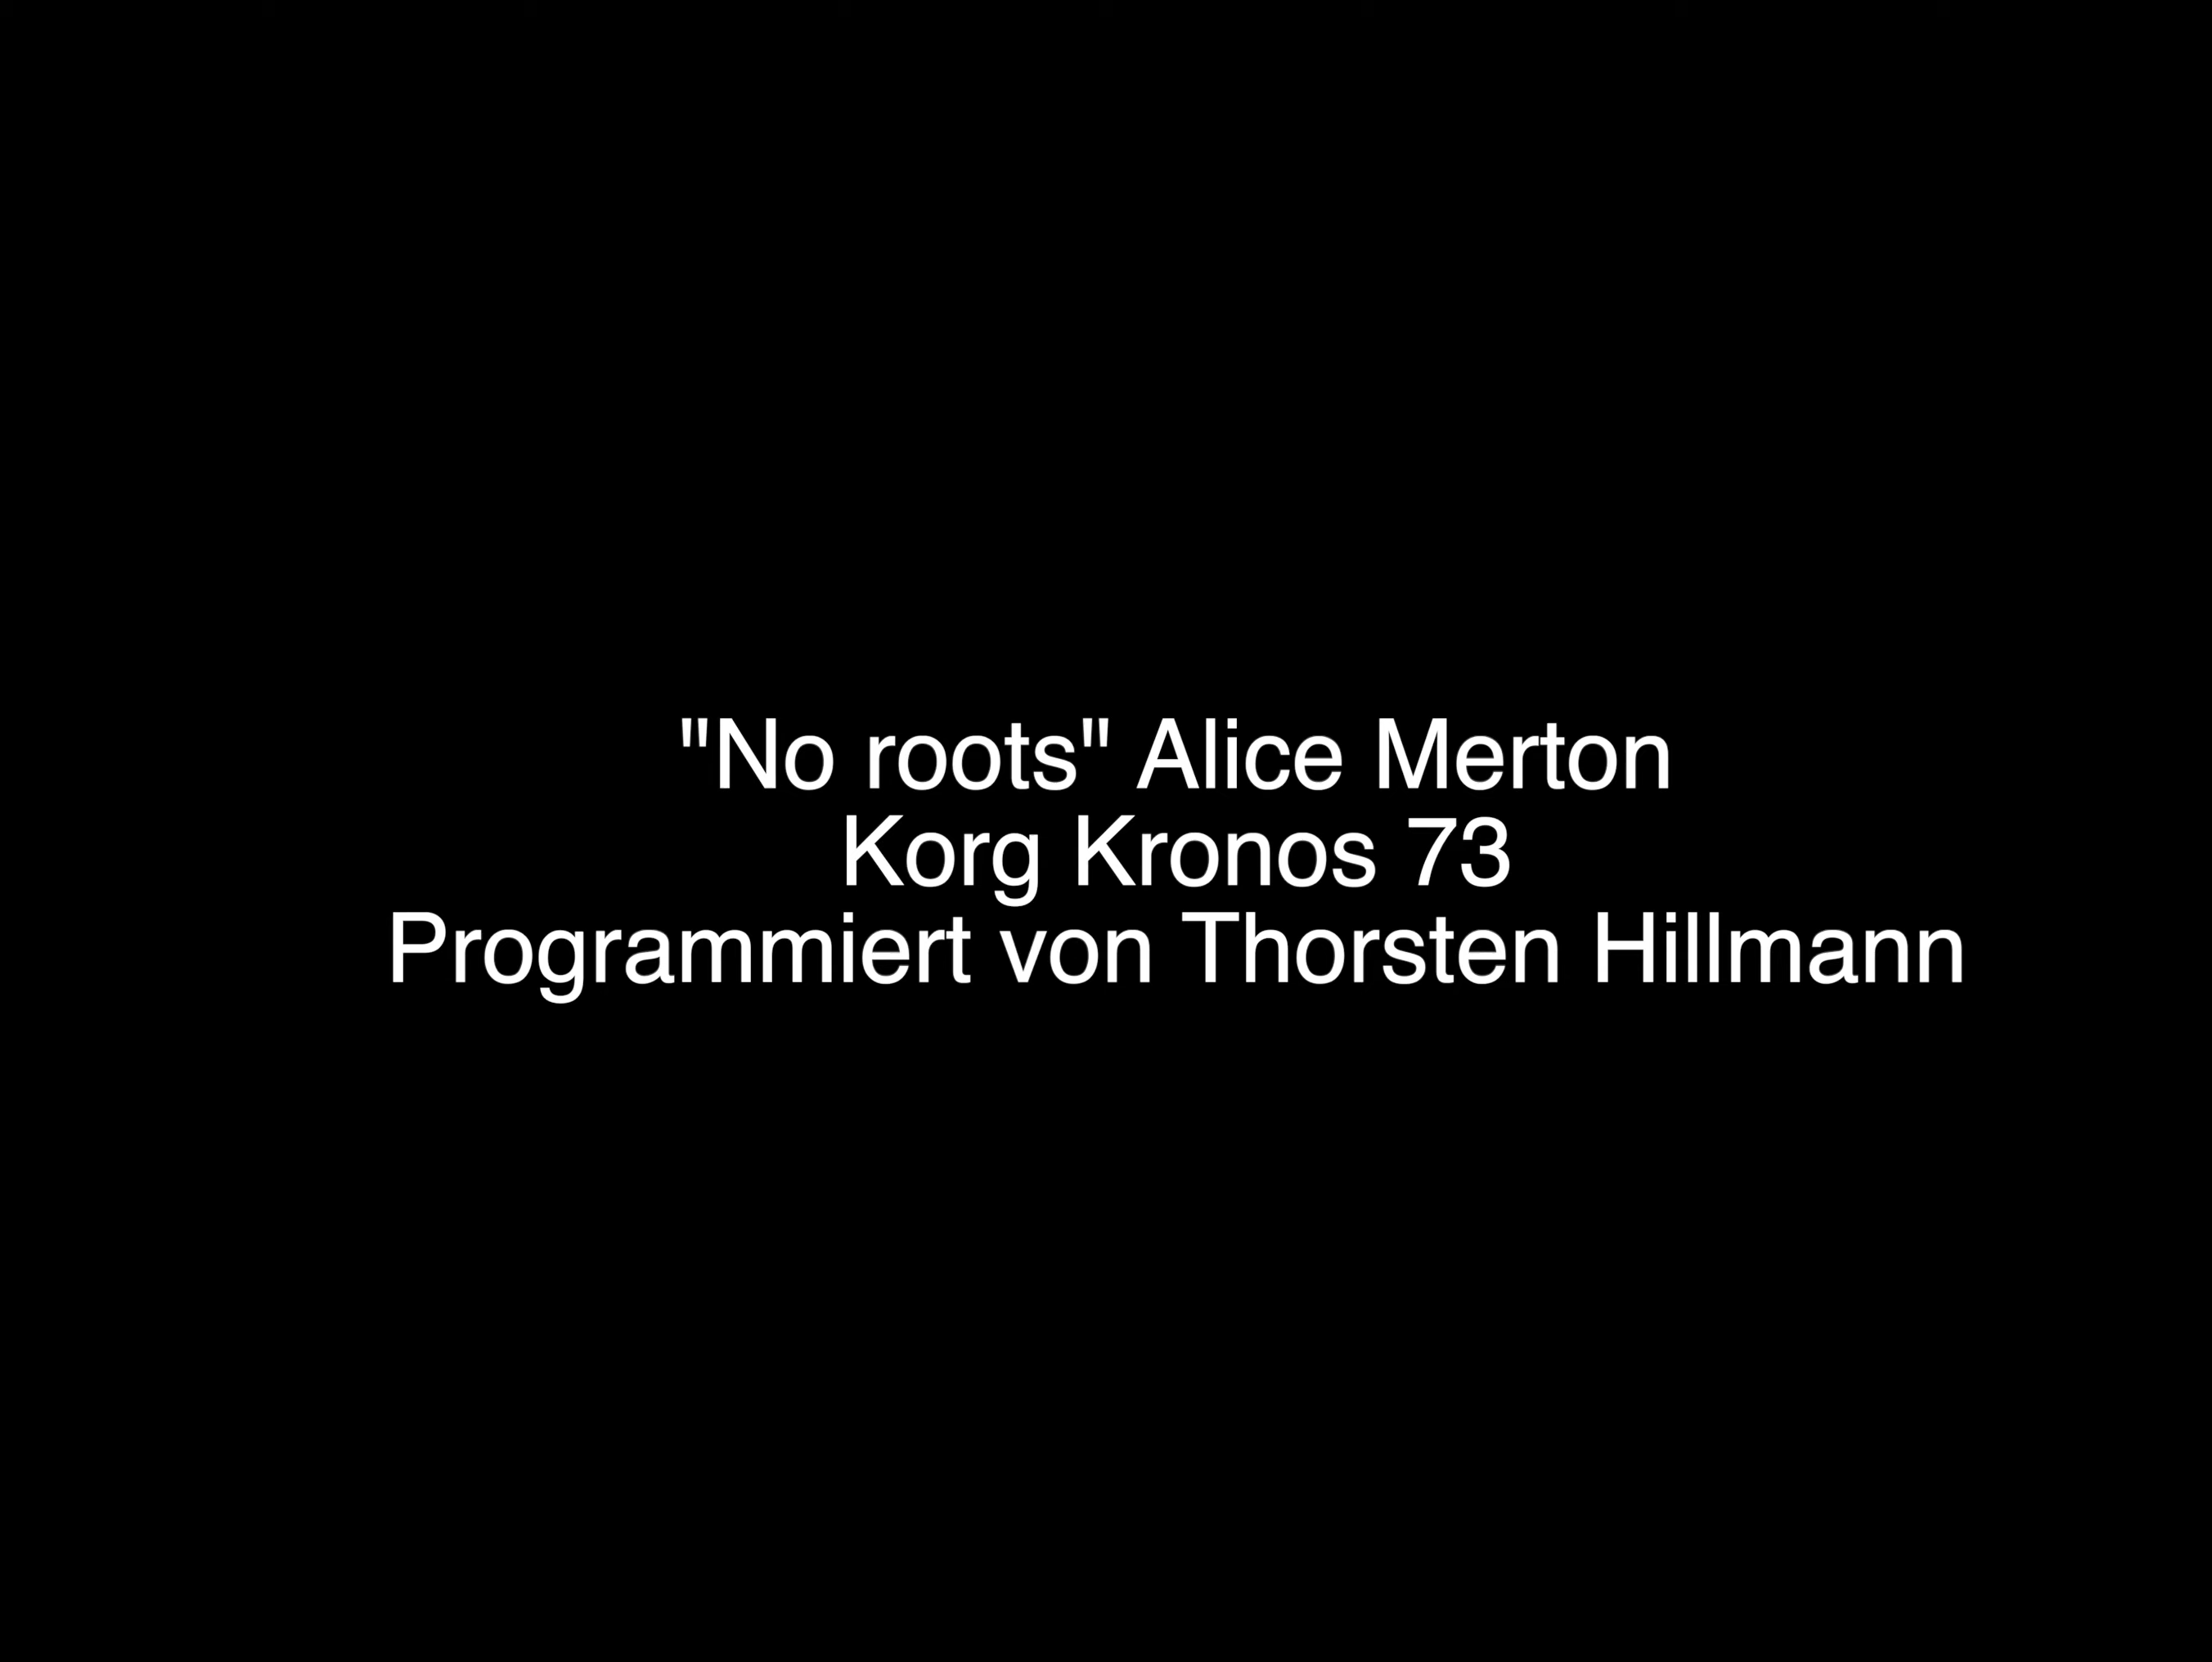 "No roots" Alice Merton
Korg Kronos 73
Programmiert von Thorsten Hillmann